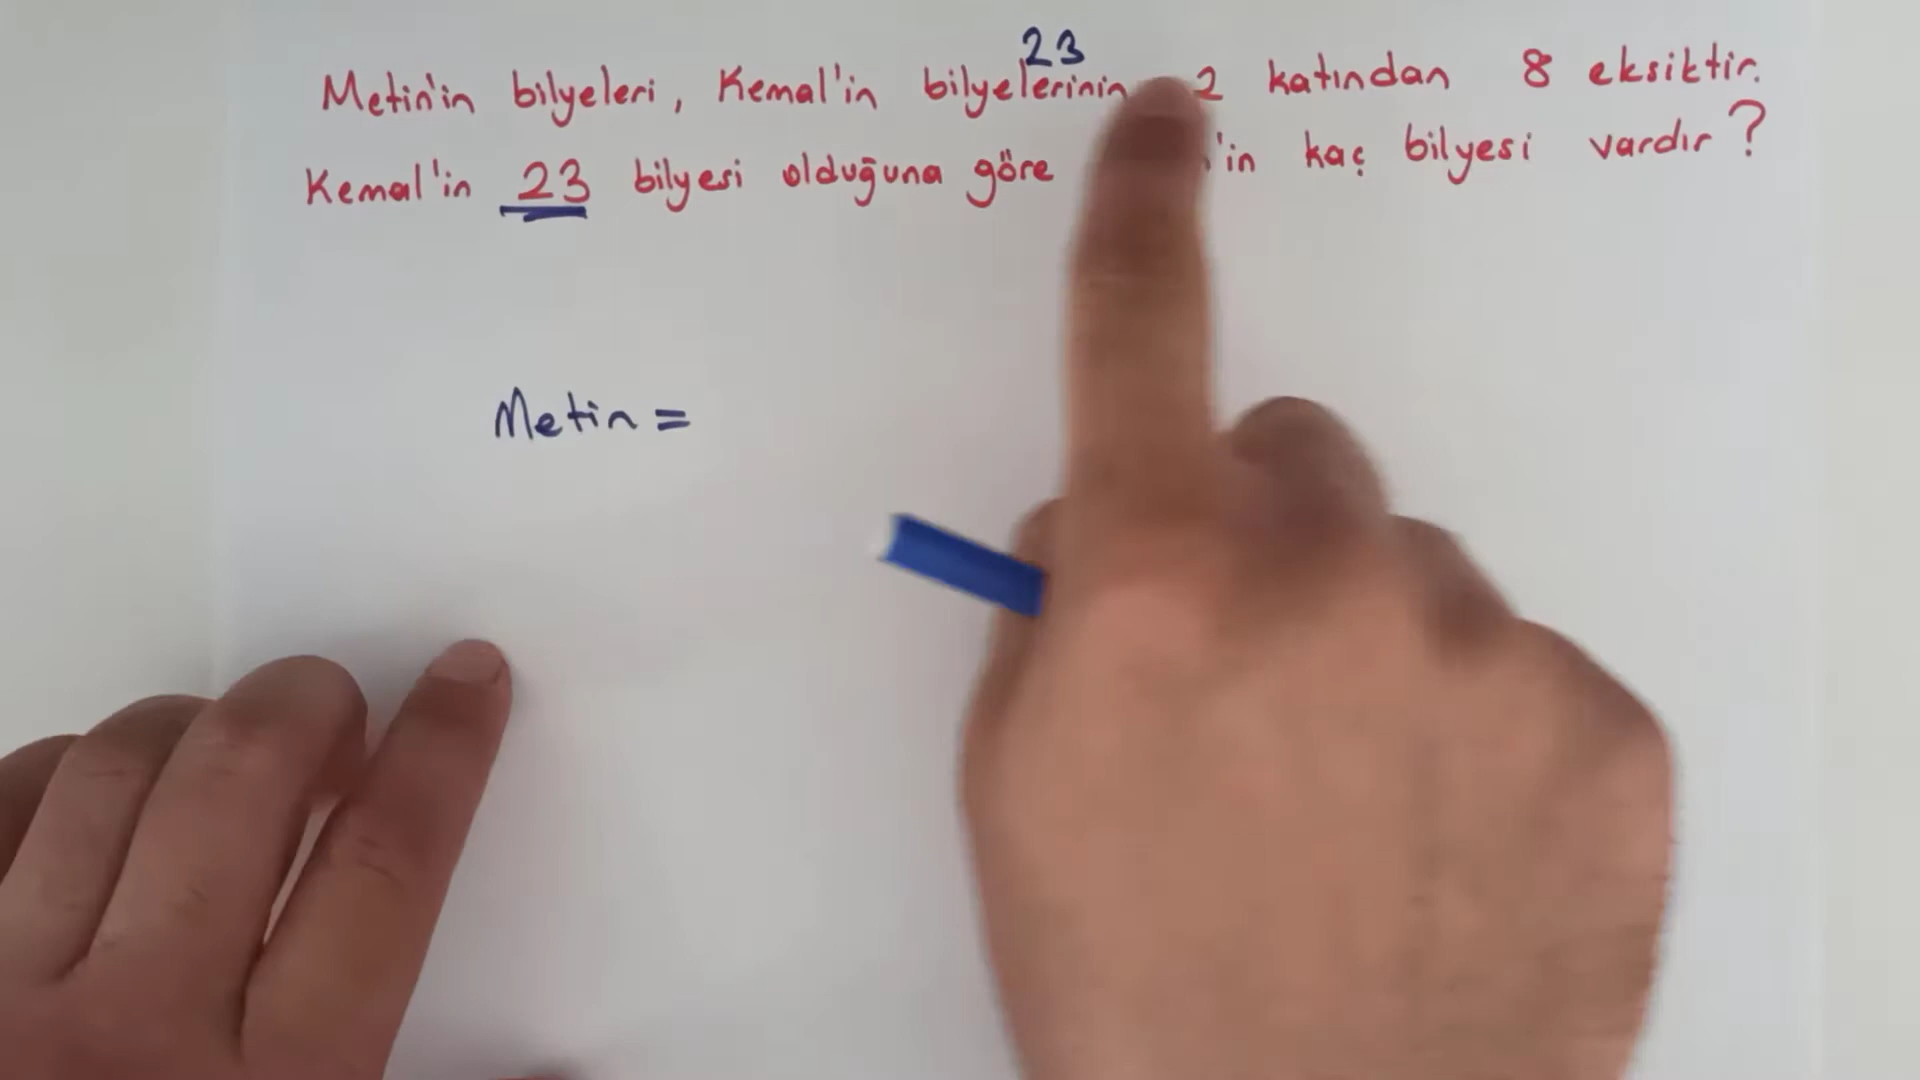 23
Metin'in bilyeleri, Kemal'in bilyelerinin 2 katından 8 eksiktir.
Kemal'in 23 bilyesi olduğuna göre 'in kaç bilyesi vardır?
Metin =